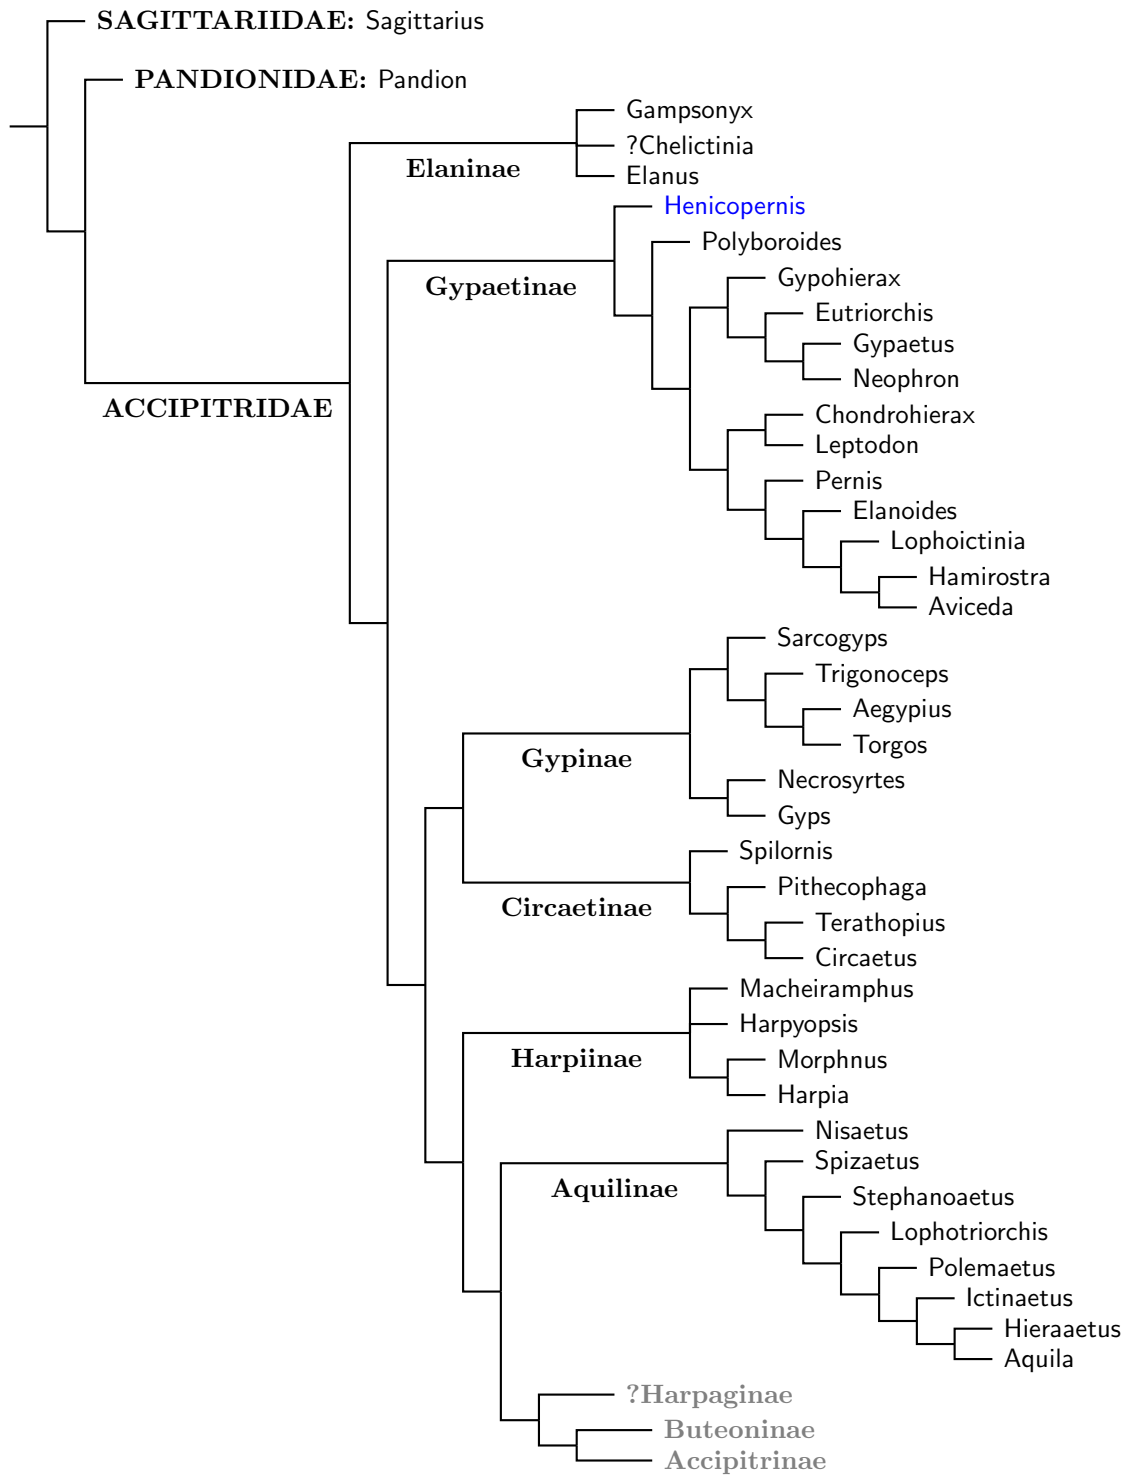 SAGITTARIIDAE: Sagittarius
PANDIONIDAE: Pandion
Gampsonyx
?Chelictinia
Elaninae
Elanus
Henicopernis
Polyboroides
Gypohierax
Gypaetinae
Eutriorchis
Gypaetus
Neophron
ACCIPITRIDAE
Chondrohierax
Leptodon
Pernis
Elanoides
Lophoictinia
Hamirostra
Aviceda
Sarcogyps
Trigonoceps
Aegypius
Torgos
Gypinae
Necrosyrtes
Gyps
Spilornis
Pithecophaga
Circaetinae
Terathopius
Circaetus
Macheiramphus
Harpyopsis
Harpiinae
Morphnus
Harpia
Nisaetus
Spizaetus
Aquilinae
Stephanoaetus
Lophotriorchis
Polemaetus
Ictinaetus
Hieraaetus
Aquila
?Harpaginae
Buteoninae
Accipitrinae